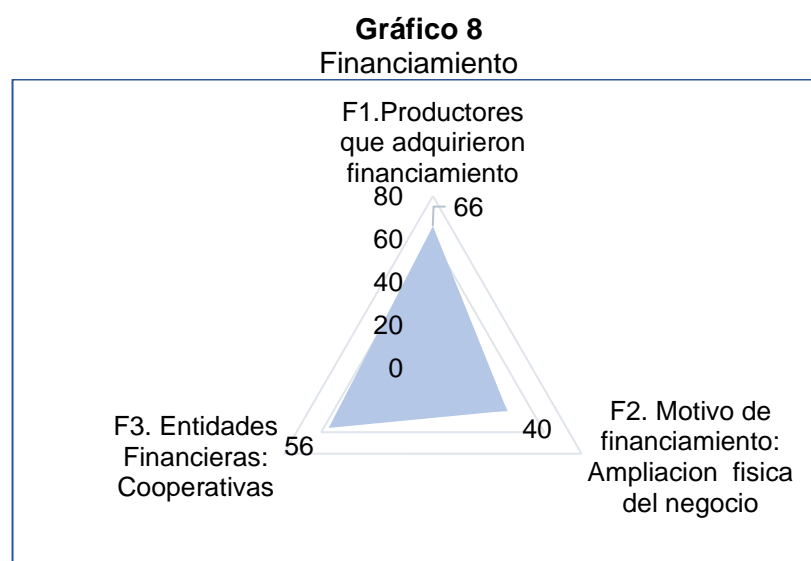 Gráfico 8
Financiamiento
F1.Productores
que adquirieron
financiamiento
80
66
60
40
20
0
F3. Entidades
Financieras:
Cooperativas
56
40
F2. Motivo de
financiamiento:
Ampliacion fisica
del negocio